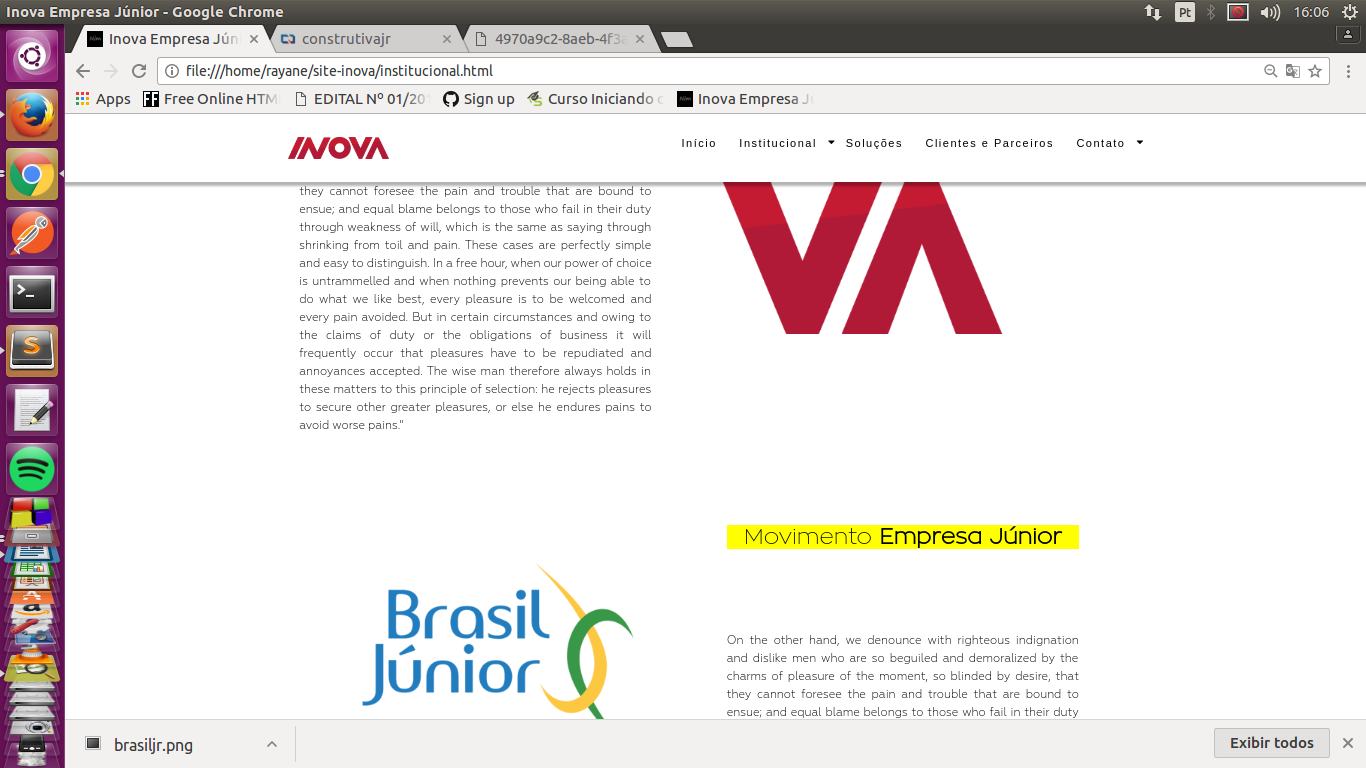 Inova Empresa Júnior - Google Chrome
Pt
16:06
Inova Empresa Jún
construtivajr
4970a9c2-8aeb-4f3a
file:///home/rayane/site-inova/institucional.html
Apps
Free Online HTM
EDITAL Nº 01/201
Sign up
Curso Iniciando c
Inova Empresa Jú
INOVA
Início
Institucional
Soluções
Clientes e Parceiros
Contato
they cannot foresee the pain and trouble that are bound to
ensue; and equal blame belongs to those who fail in their duty
through weakness of will, which is the same as saying through
shrinking from toil and pain. These cases are perfectly simple
and easy to distinguish. In a free hour, when our power of choice
is untrammelled and when nothing prevents our being able to
do what we like best, every pleasure is to be welcomed and
every pain avoided. But in certain circumstances and owing to
the claims of duty or the obligations of business it will
frequently occur that pleasures have to be repudiated and
annoyances accepted. The wise man therefore always holds in
these matters to this principle of selection: he rejects pleasures
to secure other greater pleasures, or else he endures pains to
avoid worse pains."
VA
Movimento Empresa Júnior
Brasil
Júnior
On the other hand, we denounce with righteous indignation
and dislike men who are so beguiled and demoralized by the
charms of pleasure of the moment, so blinded by desire, that
they cannot foresee the pain and trouble that are bound to
ensue; and equal blame belongs to those who fail in their duty
brasiljr.png
Exibir todos